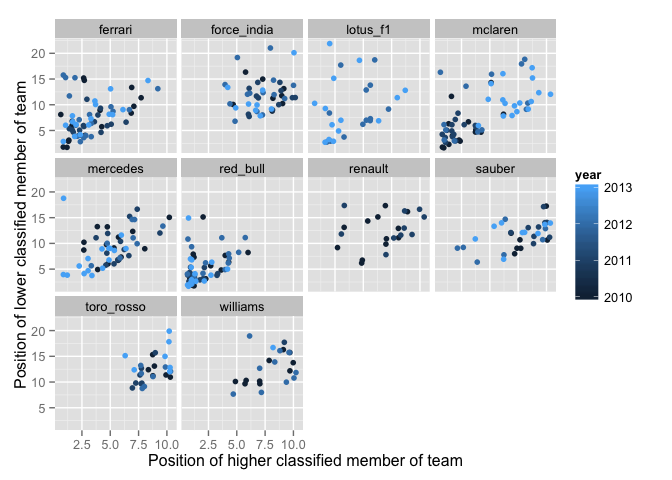 ferrari force_india lotus_f1 mclaren
20
15
10
5
mercedes red_bull renault sauber
20
15
10
5
toro_rosso williams
20
15
10
5
2.5 5.0 7.5 10.0 2.5 5.0 7.5 10.0
Position of higher classified member of team
Position of lower classified member of team
year
2013
2012
2011
2010